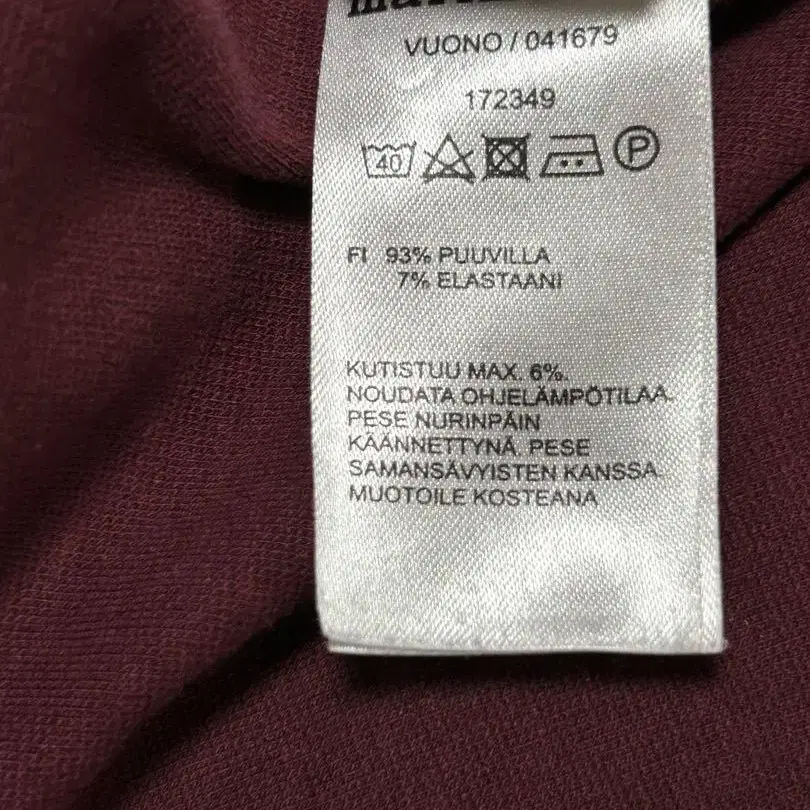 VUONO / 041679
172349
40 P
FI 93% PUUVILLA
7% ELASTAANI
KUTISTUU MAX. 6%.
NOUDATA OHJELÄMPÖTILAA.
PESE NURINPÄIN
KÄÄNNETTYNÄ. PESE
SAMANSÄVYISTEN KANSSA.
MUOTOILE KOSTEANA